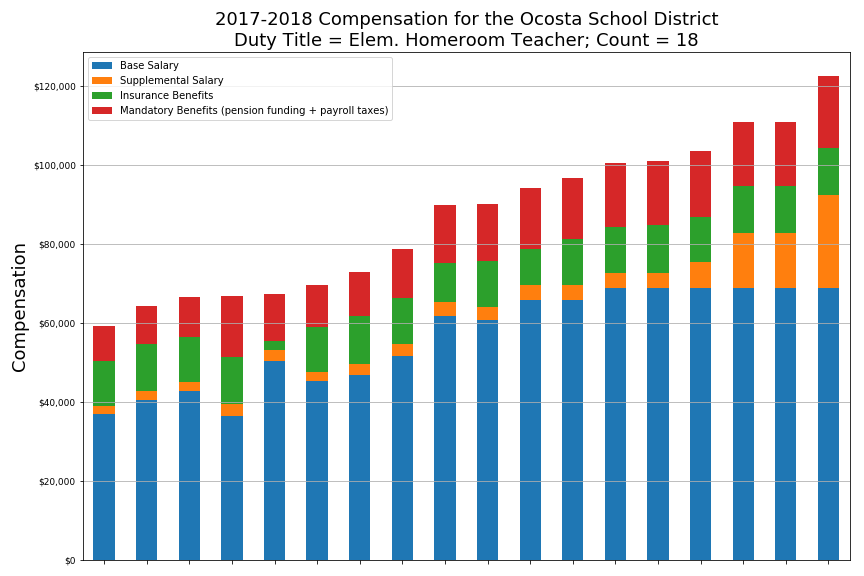 2017-2018 Compensation for the Ocosta School District
Duty Title = Elem. Homeroom Teacher; Count = 18
Base Salary
Supplemental Salary
Insurance Benefits
Mandatory Benefits (pension funding + payroll taxes)
Compensation
$120,000
$100,000
$80,000
$60,000
$40,000
$20,000
$0